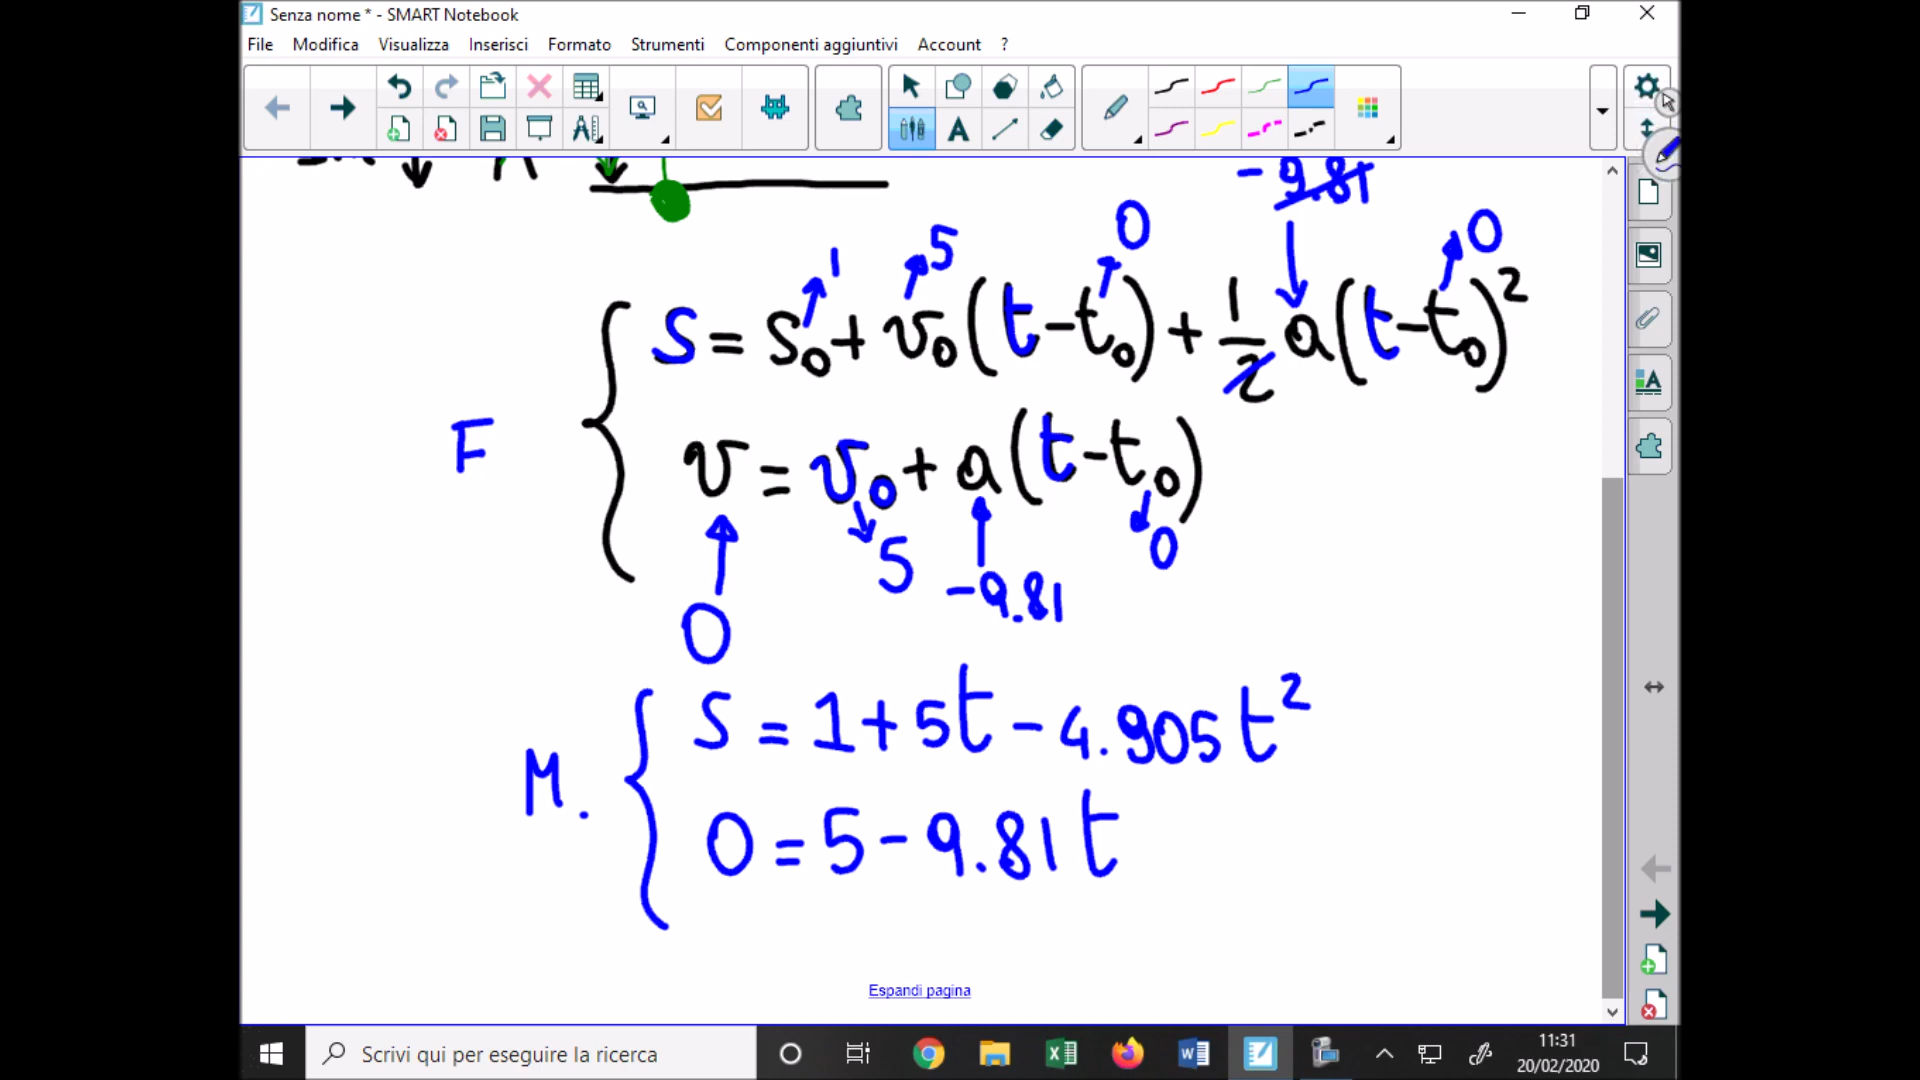 Senza nome * - SMART Notebook
File Modifica Visualizza Inserisci Formato Strumenti Componenti aggiuntivi Account ?
- 9.81
1 5 0 0
S = S₀ + v₀ (t - t₀) + 1/2 a (t - t₀)²
F
v = v₀ + a (t - t₀)
0 5 -9.81 0
M.
S = 1 + 5t - 4.905 t²
0 = 5 - 9.81 t
Espandi pagina
Scrivi qui per eseguire la ricerca
11:31
20/02/2020